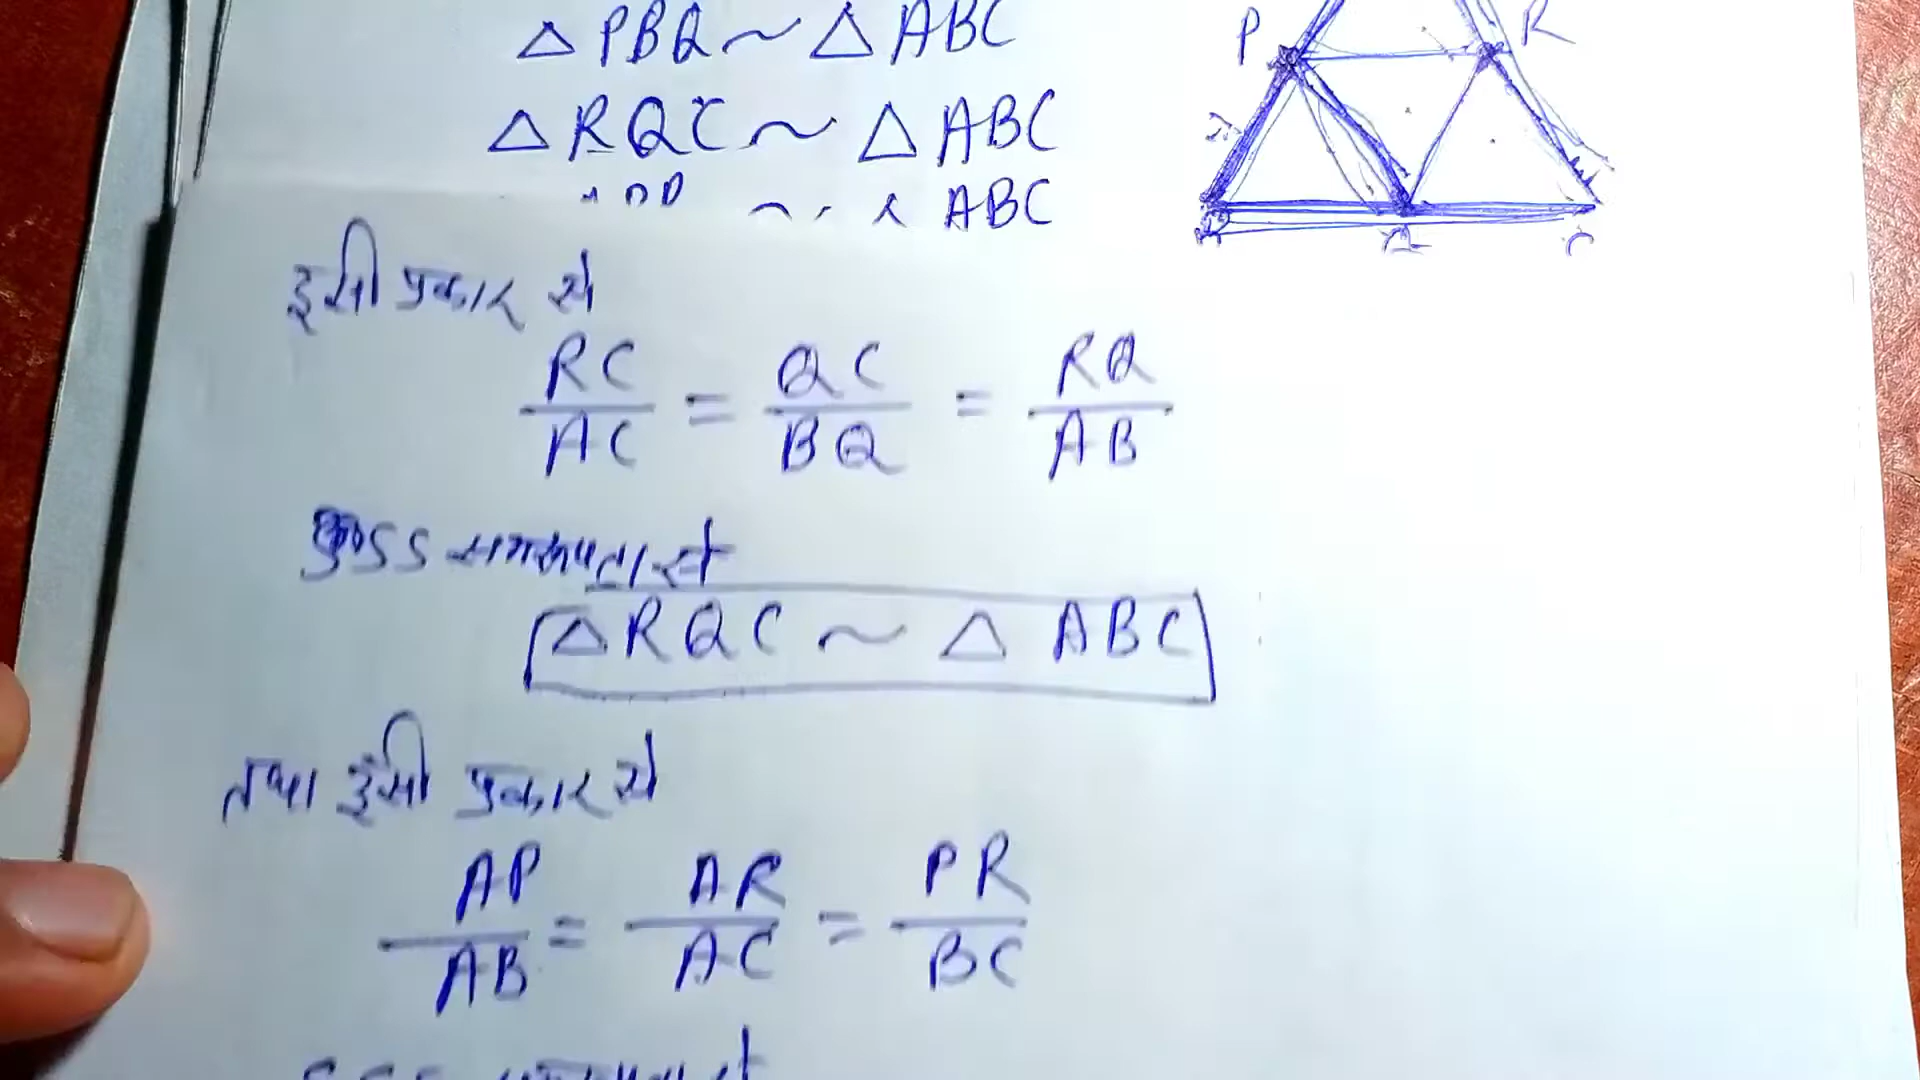 △ PBQ ~ △ ABC
P R
△ RQC ~ △ ABC
ABC
Q
इसी प्रकार से
RC/AC = QC/BQ = RQ/AB
SSS समरूपता से
△RQC ~ △ ABC
तथा इसी प्रकार से
AP/AB = AR/AC = PR/BC